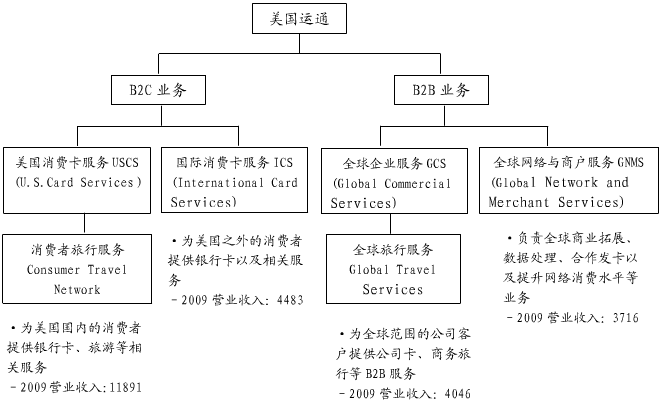 美国运通
B2C 业务
B2B 业务
美国消费卡服务 USCS
(U.S.Card Services)
国际消费卡服务 ICS
(International Card
Services)
全球企业服务 GCS
(Global Commercial
Services)
全球网络与商户服务 GNMS
(Global Network and
Merchant Services)
消费者旅行服务
Consumer Travel
Network
·为美国之外的消费者
提供银行卡以及相关服
务
-2009 营业收入: 4483
全球旅行服务
Global Travel
Services
·负责全球商业拓展、
数据处理、合作发卡以
及提升网络消费水平等
业务
-2009 营业收入: 3716
·为美国国内的消费者
提供银行卡、旅游等相
关服务
-2009 营业收入:11891
·为全球范围的公司客
户提供公司卡、商务旅
行等 B2B 服务
-2009 营业收入: 4046